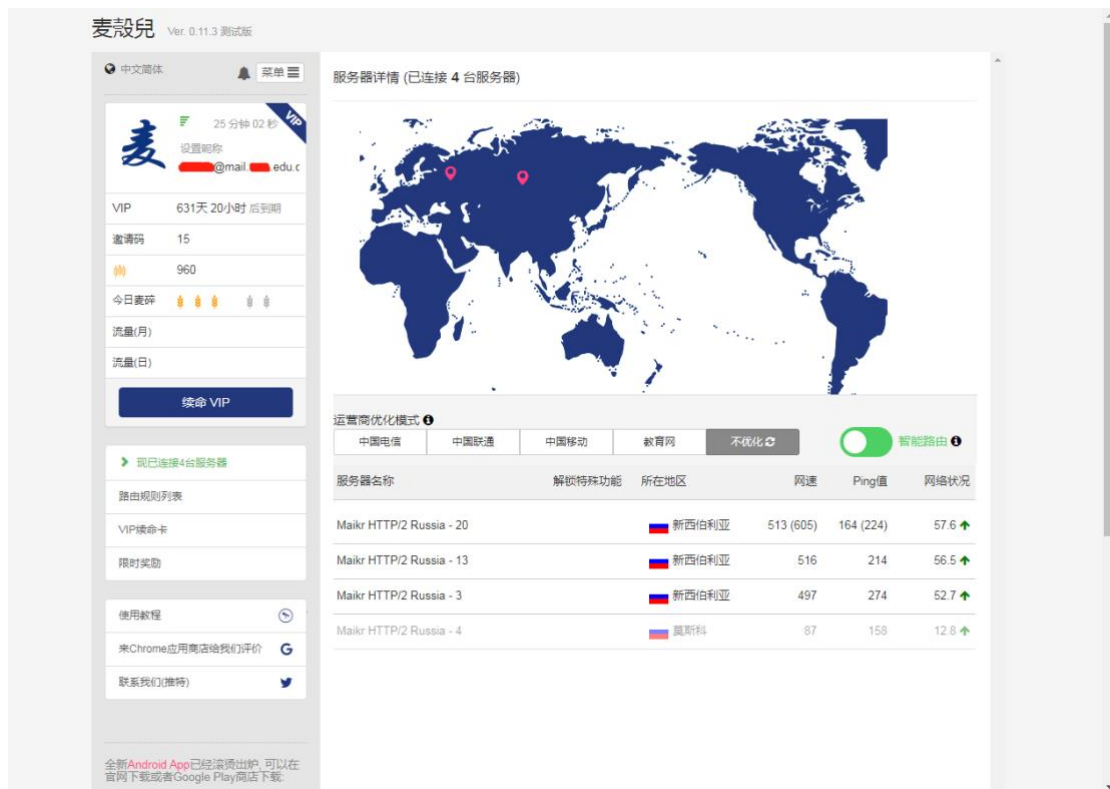 麦殼兒 Ver. 0.11.3 测试版
中文简体
菜单
VIP
25 分钟 02 秒
设置昵称
麦
@mail. .edu.c
VIP 631天 20小时 后到期
邀请码 15
960
今日麦碎
流量(月)
流量(日)
续命 VIP
现已连接4台服务器
路由规则列表
VIP续命卡
限时奖励
使用教程
来Chrome应用商店给我们评价
联系我们(推特)
全新Android App已经滚烫出炉, 可以在
官网下载或者Google Play商店下载:
服务器详情 (已连接 4 台服务器)
运营商优化模式
中国电信 中国联通 中国移动 教育网 不优化
智能路由
服务器名称 解锁特殊功能 所在地区 网速 Ping值 网络状况
Maikr HTTP/2 Russia - 20 新西伯利亚 513 (605) 164 (224) 57.6
Maikr HTTP/2 Russia - 13 新西伯利亚 516 214 56.5
Maikr HTTP/2 Russia - 3 新西伯利亚 497 274 52.7
Maikr HTTP/2 Russia - 4 莫斯科 87 158 12.8